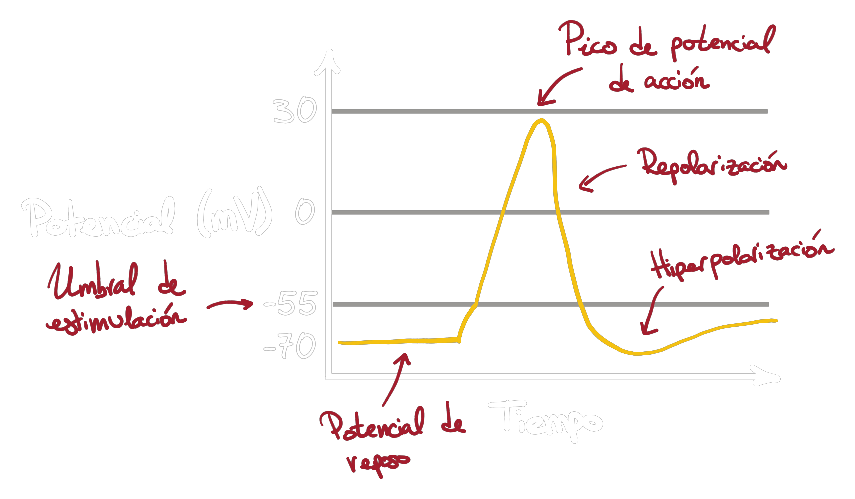 Pico de potencial
de acción
30
Repolarización
Potencial (mV)
0
Hiperpolarización
Umbral de
estimulación
-55
-70
Potencial de
reposo
Tiempo